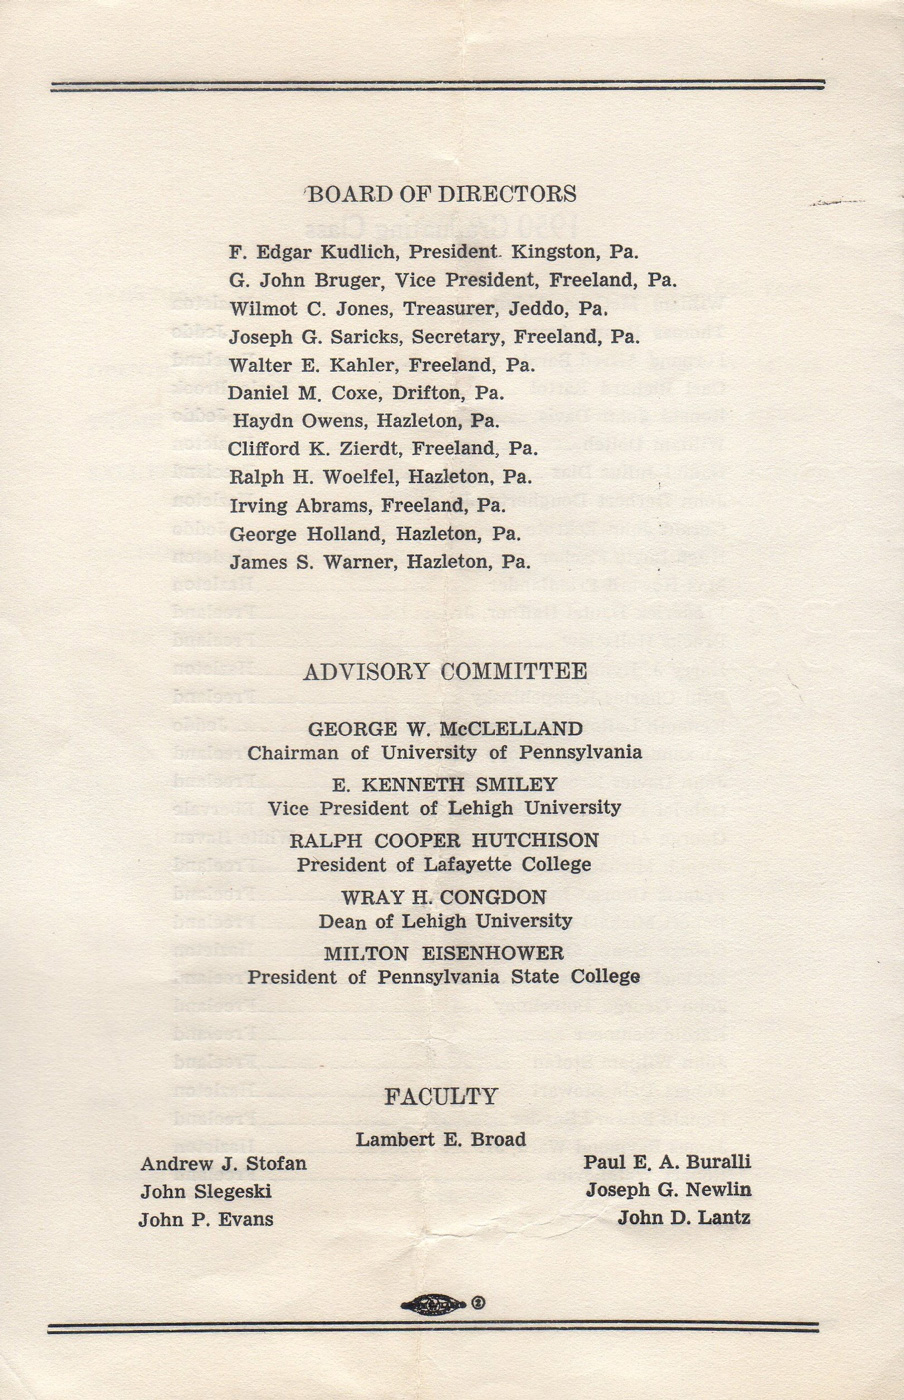 BOARD OF DIRECTORS
F. Edgar Kudlich, President. Kingston, Pa.
G. John Bruger, Vice President, Freeland, Pa.
Wilmot C. Jones, Treasurer, Jeddo, Pa.
Joseph G. Saricks, Secretary, Freeland, Pa.
Walter E. Kahler, Freeland, Pa.
Daniel M. Coxe, Drifton, Pa.
Haydn Owens, Hazleton, Pa.
Clifford K. Zierdt, Freeland, Pa.
Ralph H. Woelfel, Hazleton, Pa.
Irving Abrams, Freeland, Pa.
George Holland, Hazleton, Pa.
James S. Warner, Hazleton, Pa.
ADVISORY COMMITTEE
GEORGE W. McCLELLAND
Chairman of University of Pennsylvania
E. KENNETH SMILEY
Vice President of Lehigh University
RALPH COOPER HUTCHISON
President of Lafayette College
WRAY H. CONGDON
Dean of Lehigh University
MILTON EISENHOWER
President of Pennsylvania State College
FACULTY
Lambert E. Broad
Andrew J. Stofan
John Slegeski
John P. Evans
Paul E. A. Buralli
Joseph G. Newlin
John D. Lantz
2